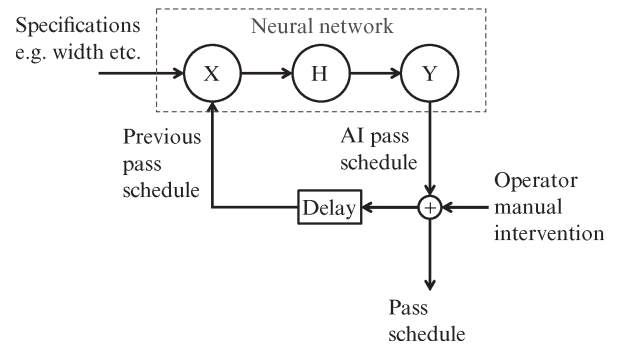 Specifications
e.g. width etc.
Neural network
X
H
Y
Previous
pass
schedule
AI pass
schedule
Delay
+
Operator
manual
intervention
Pass
schedule